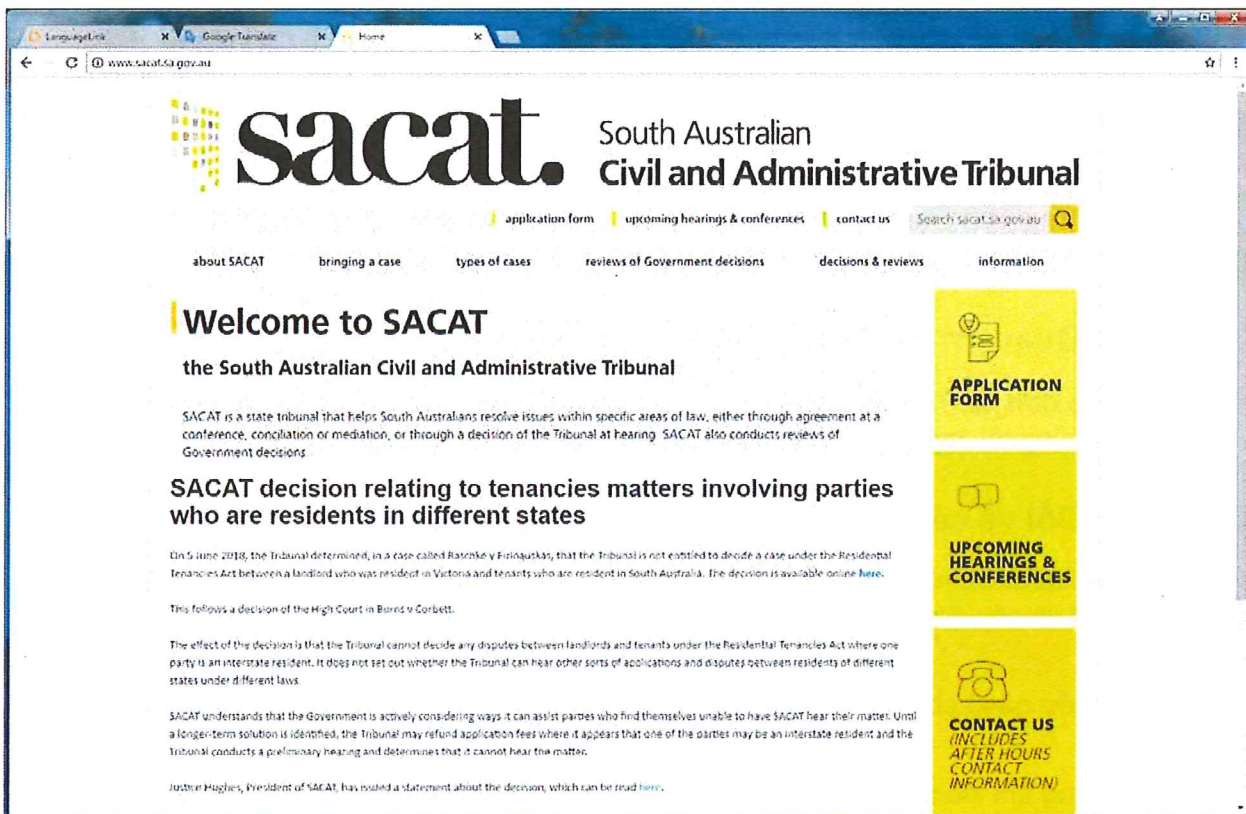 LanguageLink
Google Translate
Home
www.sacat.sa.gov.au
sacat.
South Australian
Civil and Administrative Tribunal
application form
upcoming hearings & conferences
contact us
Search sacat.sa.gov.au
about SACAT
bringing a case
types of cases
reviews of Government decisions
decisions & reviews
information
Welcome to SACAT
the South Australian Civil and Administrative Tribunal
SACAT is a state tribunal that helps South Australians resolve issues within specific areas of law, either through agreement at a
conference, conciliation or mediation, or through a decision of the Tribunal at hearing. SACAT also conducts reviews of
Government decisions.
SACAT decision relating to tenancies matters involving parties
who are residents in different states
On 5 June 2018, the Tribunal determined, in a case called Raschke v Firinauskas, that the Tribunal is not entitled to decide a case under the Residential
Tenancies Act between a landlord who was resident in Victoria and tenants who are resident in South Australia. The decision is available online here.
This follows a decision of the High Court in Burns v Corbett.
The effect of the decision is that the Tribunal cannot decide any disputes between landlords and tenants under the Residential Tenancies Act where one
party is an interstate resident. It does not set out whether the Tribunal can hear other sorts of applications and disputes between residents of different
states under different laws.
SACAT understands that the Government is actively considering ways it can assist parties who find themselves unable to have SACAT hear their matter. Until
a longer-term solution is identified, the Tribunal may refund application fees where it appears that one of the parties may be an interstate resident and the
Tribunal conducts a preliminary hearing and determines that it cannot hear the matter.
Justice Hughes, President of SACAT, has issued a statement about the decision, which can be read here.
APPLICATION
FORM
UPCOMING
HEARINGS &
CONFERENCES
CONTACT US
(INCLUDES
AFTER HOURS
CONTACT
INFORMATION)